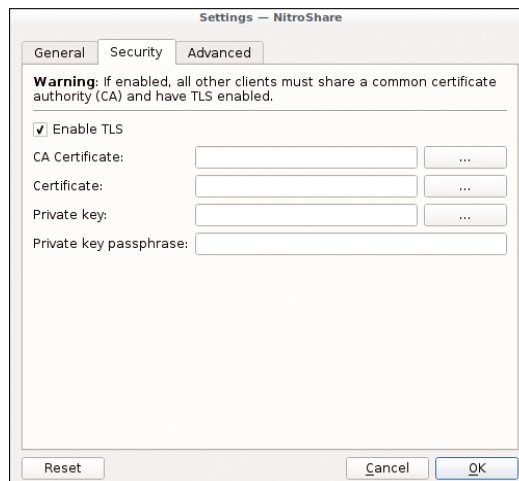 Settings — NitroShare
General Security Advanced
Warning: If enabled, all other clients must share a common certificate
authority (CA) and have TLS enabled.
Enable TLS
CA Certificate: ...
Certificate: ...
Private key: ...
Private key passphrase:
Reset Cancel OK